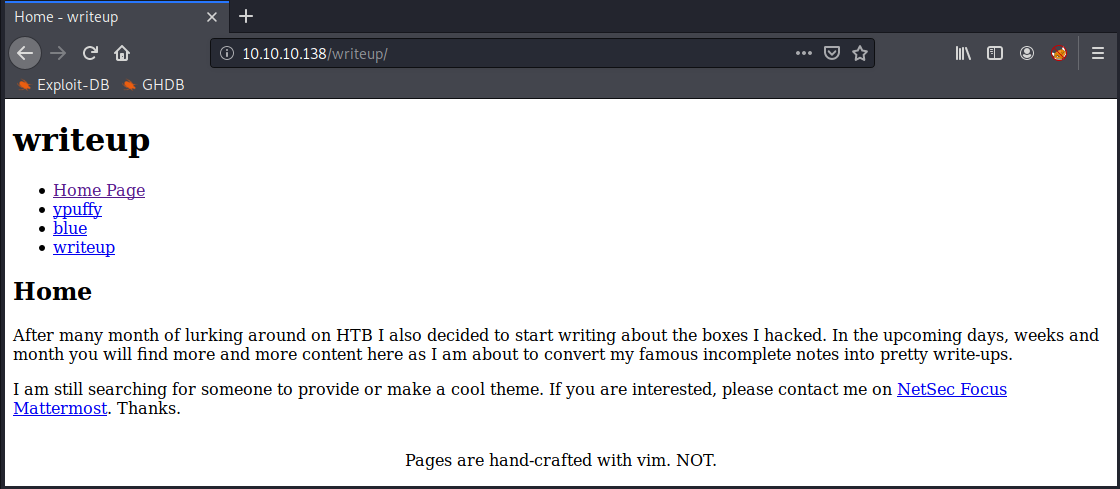 Home - writeup
10.10.10.138/writeup/
Exploit-DB GHDB
writeup
Home Page
ypuffy
blue
writeup
Home
After many month of lurking around on HTB I also decided to start writing about the boxes I hacked. In the upcoming days, weeks and
month you will find more and more content here as I am about to convert my famous incomplete notes into pretty write-ups.
I am still searching for someone to provide or make a cool theme. If you are interested, please contact me on NetSec Focus
Mattermost. Thanks.
Pages are hand-crafted with vim. NOT.